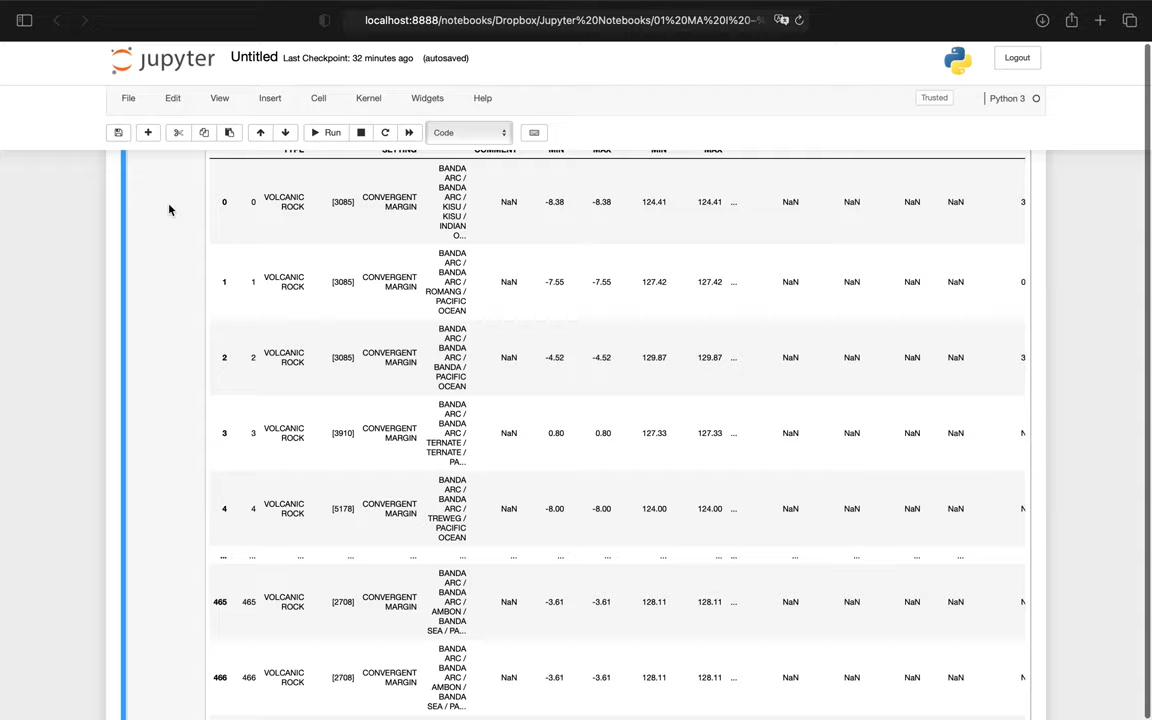 localhost:8888/notebooks/Dropbox/Jupyter%20Notebooks/01%20MA%20I%20-
jupyter Untitled Last Checkpoint: 32 minutes ago (autosaved) Logout
File Edit View Insert Cell Kernel Widgets Help Trusted Python 3
Run Code
TYPE SETTING COMMENT MIN MAX MIN MAX
BANDA
ARC /
BANDA
ARC /
0 0 VOLCANIC ROCK [3085] CONVERGENT MARGIN KISU / NaN -8.38 -8.38 124.41 124.41 ... NaN NaN NaN NaN 3
KISU /
INDIAN
O...
BANDA
ARC /
BANDA
1 1 VOLCANIC ROCK [3085] CONVERGENT MARGIN ARC / NaN -7.55 -7.55 127.42 127.42 ... NaN NaN NaN NaN 0
ROMANG /
PACIFIC
OCEAN
BANDA
ARC /
BANDA
2 2 VOLCANIC ROCK [3085] CONVERGENT MARGIN ARC / NaN -4.52 -4.52 129.87 129.87 ... NaN NaN NaN NaN 3
BANDA /
PACIFIC
OCEAN
BANDA
ARC /
BANDA
3 3 VOLCANIC ROCK [3910] CONVERGENT MARGIN ARC / NaN 0.80 0.80 127.33 127.33 ... NaN NaN NaN NaN N
TERNATE /
TERNATE /
PA...
BANDA
ARC /
BANDA
4 4 VOLCANIC ROCK [5178] CONVERGENT MARGIN ARC / NaN -8.00 -8.00 124.00 124.00 ... NaN NaN NaN NaN N
TREWEG /
PACIFIC
OCEAN
... ... ... ... ... ... ... ... ... ... ... ... ... ... ... ...
BANDA
ARC /
BANDA
465 465 VOLCANIC ROCK [2708] CONVERGENT MARGIN ARC / NaN -3.61 -3.61 128.11 128.11 ... NaN NaN NaN NaN N
AMBON /
BANDA
SEA / PA...
BANDA
ARC /
BANDA
466 466 VOLCANIC ROCK [2708] CONVERGENT MARGIN ARC / NaN -3.61 -3.61 128.11 128.11 ... NaN NaN NaN NaN N
AMBON /
BANDA
SEA / PA...